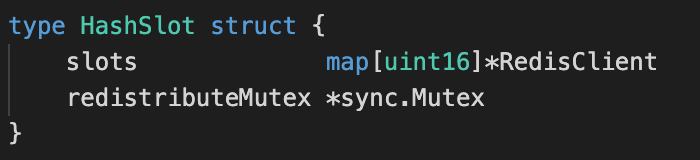 type HashSlot struct {
    slots             map[uint16]*RedisClient
    redistributeMutex *sync.Mutex
}